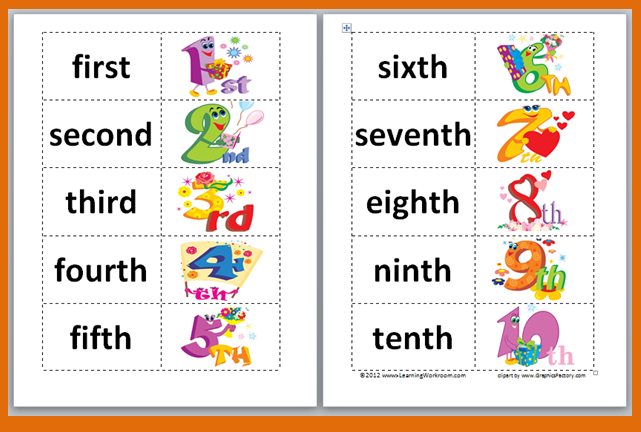 first
1st
second
2nd
third
3rd
fourth
4th
fifth
5TH
sixth
6TH
seventh
7th
eighth
8th
ninth
9th
tenth
10th
©2012 www.LearningWorkroom.com
clipart by www.GraphicsFactory.com